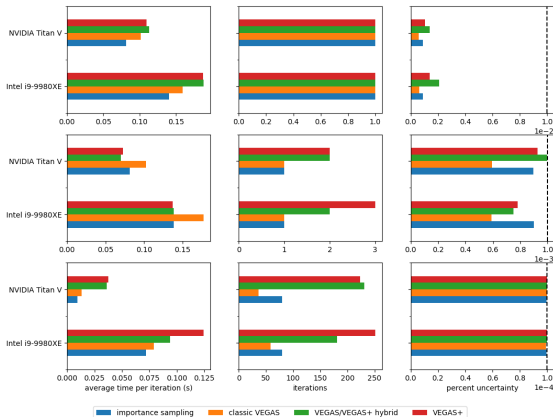 NVIDIA Titan V
Intel i9-9980XE
0.00 0.05 0.10 0.15
0.0 0.2 0.4 0.6 0.8 1.0
0.0 0.2 0.4 0.6 0.8 1.0
1e-2
NVIDIA Titan V
Intel i9-9980XE
0.00 0.05 0.10 0.15
0 1 2 3
0.0 0.2 0.4 0.6 0.8 1.0
1e-3
NVIDIA Titan V
Intel i9-9980XE
0.000 0.025 0.050 0.075 0.100 0.125
0 50 100 150 200 250
0.0 0.2 0.4 0.6 0.8 1.0
average time per iteration (s) iterations percent uncertainty 1e-4
importance sampling classic VEGAS VEGAS/VEGAS+ hybrid VEGAS+